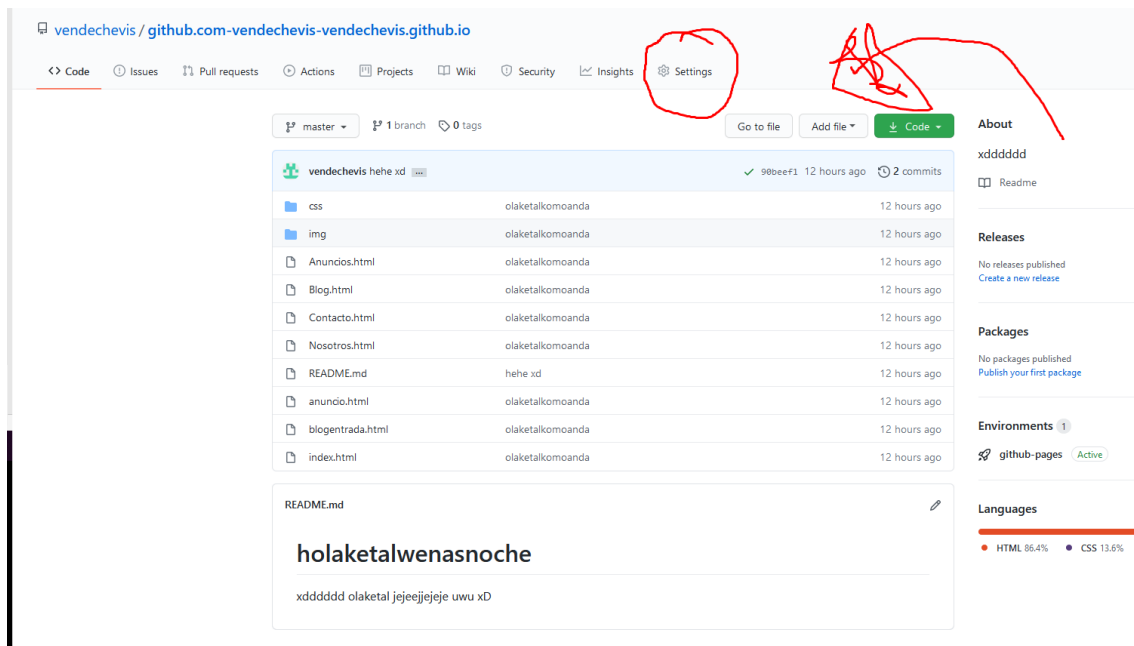 vendechevis / github.com-vendechevis-vendechevis.github.io
<> Code Issues Pull requests Actions Projects Wiki Security Insights Settings
master 1 branch 0 tags Go to file Add file Code
vendechevis hehe xd ... 90beef1 12 hours ago 2 commits
css olaketalkomoanda 12 hours ago
img olaketalkomoanda 12 hours ago
Anuncios.html olaketalkomoanda 12 hours ago
Blog.html olaketalkomoanda 12 hours ago
Contacto.html olaketalkomoanda 12 hours ago
Nosotros.html olaketalkomoanda 12 hours ago
README.md hehe xd 12 hours ago
anuncio.html olaketalkomoanda 12 hours ago
blogentrada.html olaketalkomoanda 12 hours ago
index.html olaketalkomoanda 12 hours ago
README.md
holaketalwenasnoche
xdddddd olaketal jejeejjejeje uwu xD
About
xdddddd
Readme
Releases
No releases published
Create a new release
Packages
No packages published
Publish your first package
Environments 1
github-pages Active
Languages
HTML 86.4% CSS 13.6%